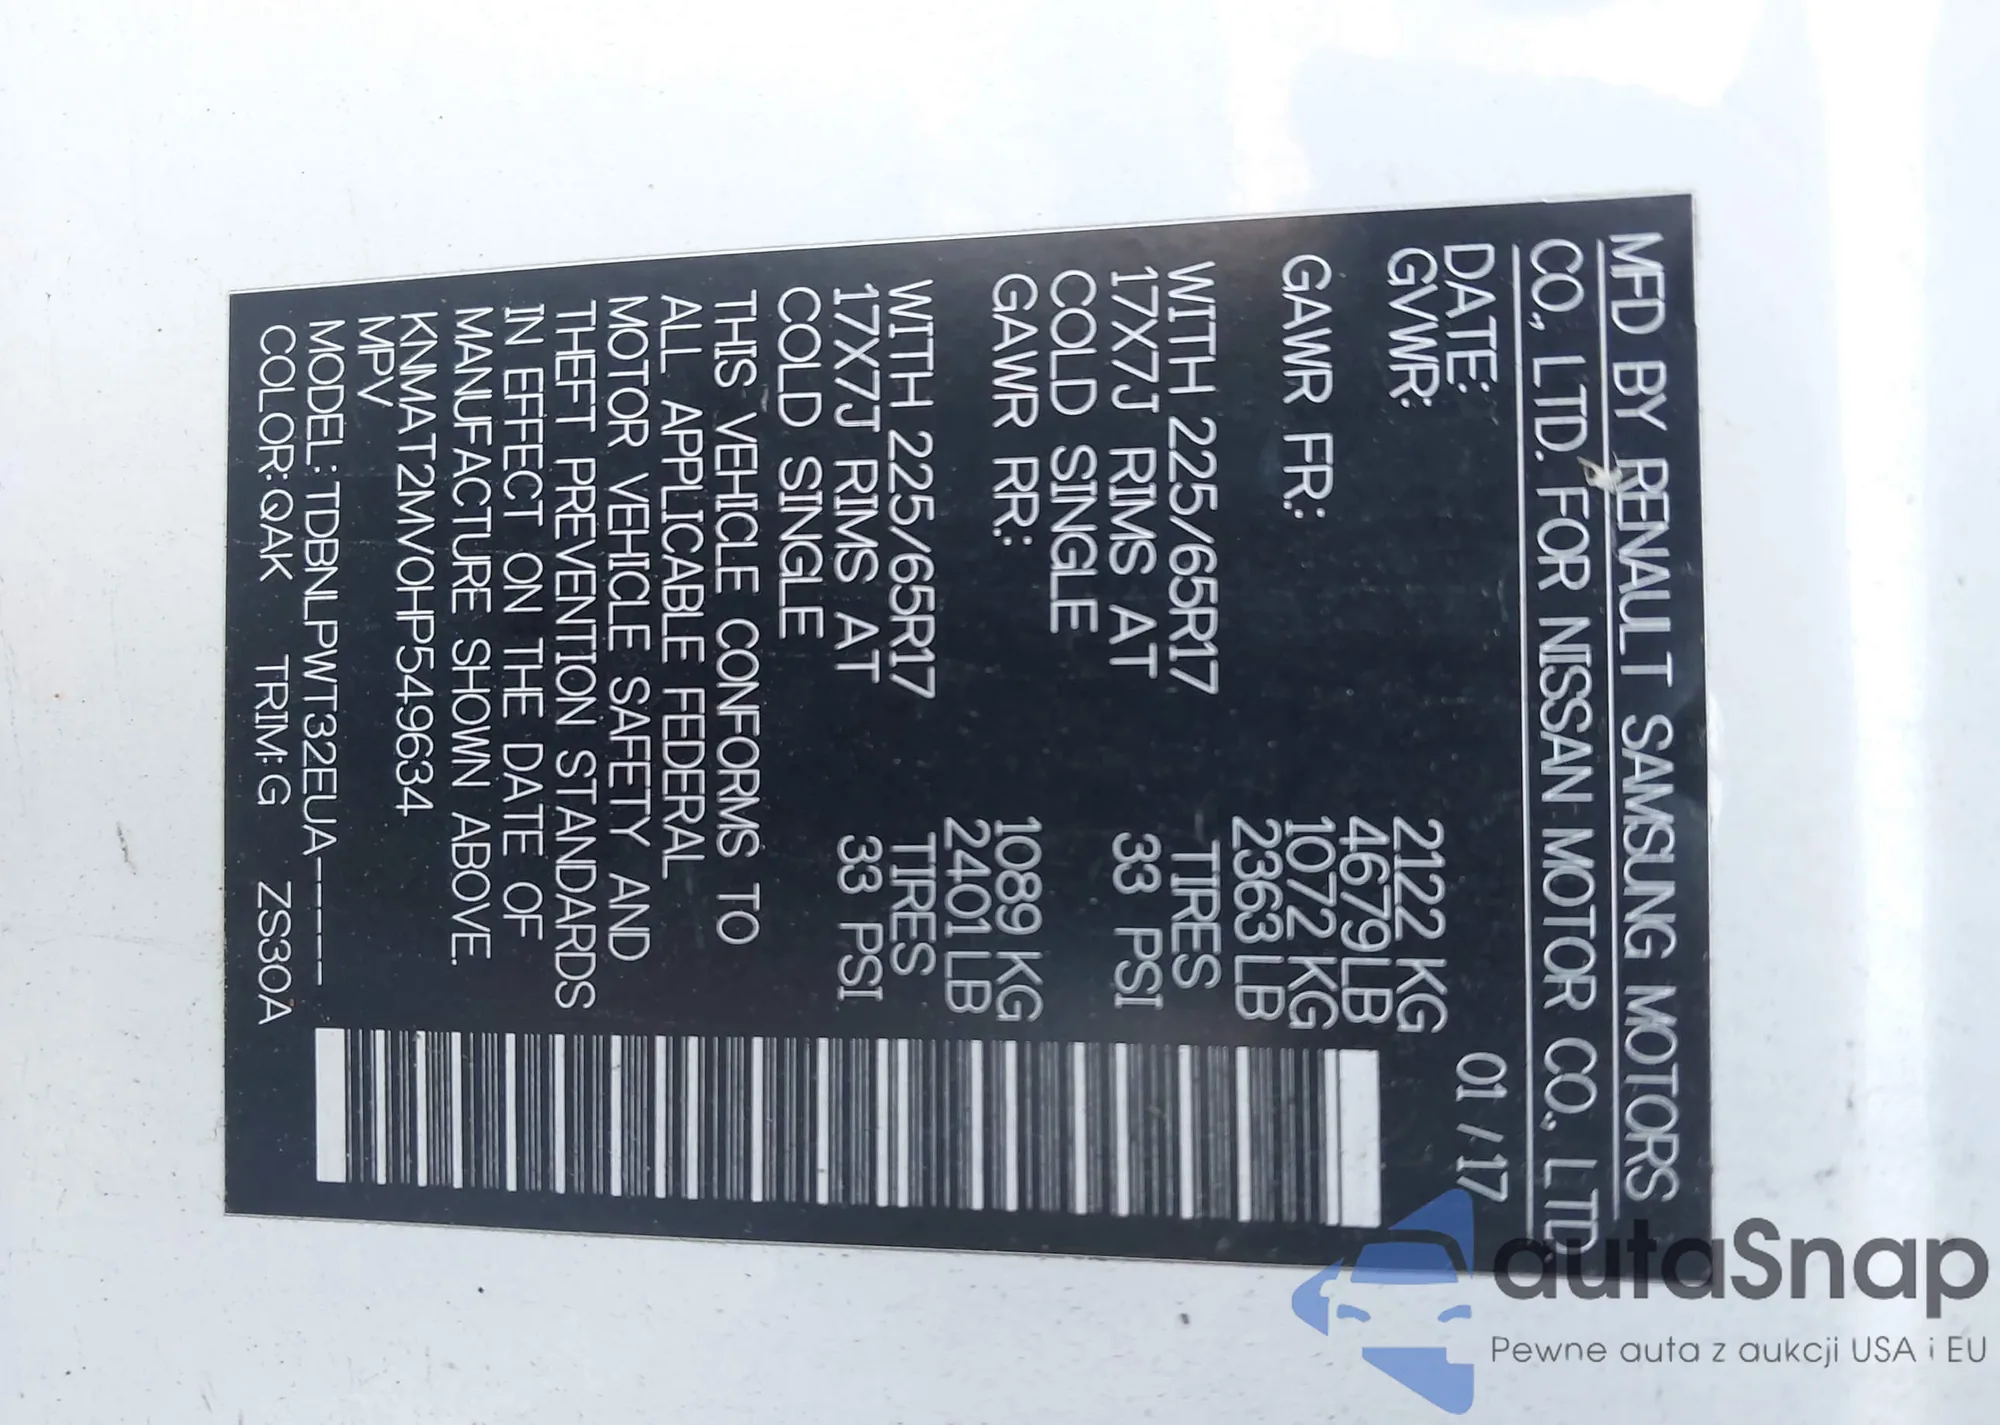 MFD BY RENAULT SAMSUNG MOTORS
CO., LTD. FOR NISSAN MOTOR CO., LTD
DATE: 01 / 17
GVWR: 2122 KG
4679LB
GAWR FR.: 1072 KG
2363 LB
WITH 225/65R17 TIRES
17X7J RIMS AT 33 PSI
COLD SINGLE
GAWR RR.: 1089 KG
2401 LB
WITH 225/65R17 TIRES
17X7J RIMS AT 33 PSI
COLD SINGLE
THIS VEHICLE CONFORMS TO
ALL APPLICABLE FEDERAL
MOTOR VEHICLE SAFETY AND
THEFT PREVENTION STANDARDS
IN EFFECT ON THE DATE OF
MANUFACTURE SHOWN ABOVE.
KNMAT2MV0HP549634
MPV
MODEL: TDBNLPWT32EUA-----
COLOR: QAK TRIM: G ZS30A
autaSnap
Pewne auta z aukcji USA i EU